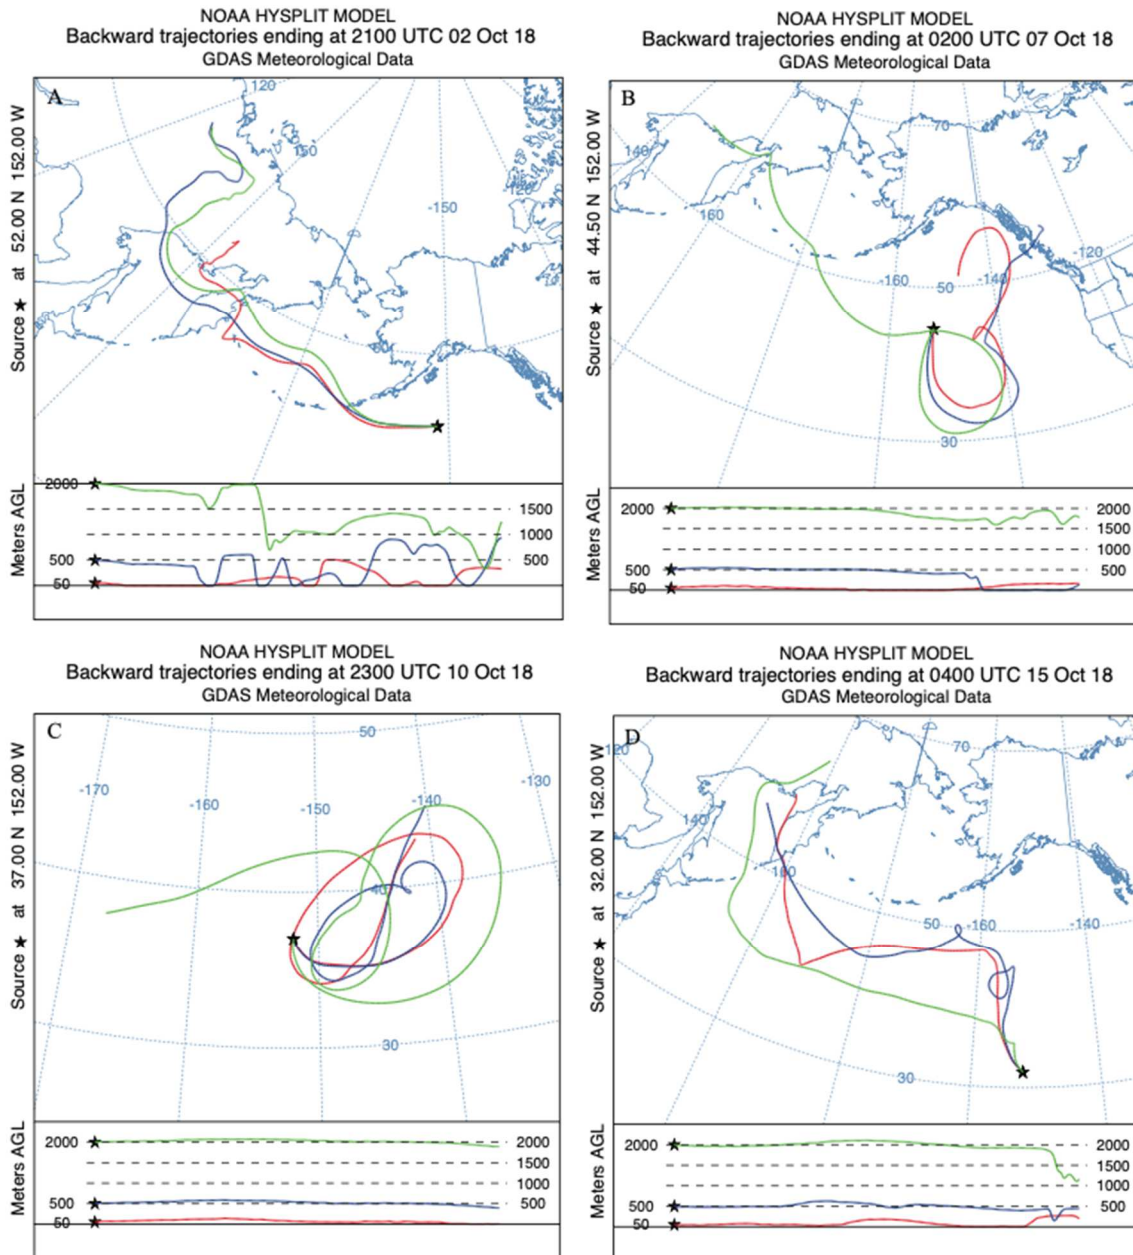 NOAA HYSPLIT MODEL
Backward trajectories ending at 2100 UTC 02 Oct 18
GDAS Meteorological Data
A
Source ★ at 52.00 N 152.00 W
120
150
-150
Meters AGL
2000
500
50
1500
1000
500
NOAA HYSPLIT MODEL
Backward trajectories ending at 0200 UTC 07 Oct 18
GDAS Meteorological Data
B
Source ★ at 44.50 N 152.00 W
140
70
160
-160
50
-140
-120
30
Meters AGL
2000
500
50
2000
1500
1000
500
NOAA HYSPLIT MODEL
Backward trajectories ending at 2300 UTC 10 Oct 18
GDAS Meteorological Data
C
Source ★ at 37.00 N 152.00 W
50
-170
-160
-150
-140
-130
40
30
Meters AGL
2000
500
50
2000
1500
1000
500
NOAA HYSPLIT MODEL
Backward trajectories ending at 0400 UTC 15 Oct 18
GDAS Meteorological Data
D
Source ★ at 32.00 N 152.00 W
120
70
140
160
50
-160
-140
30
Meters AGL
2000
500
50
2000
1500
1000
500